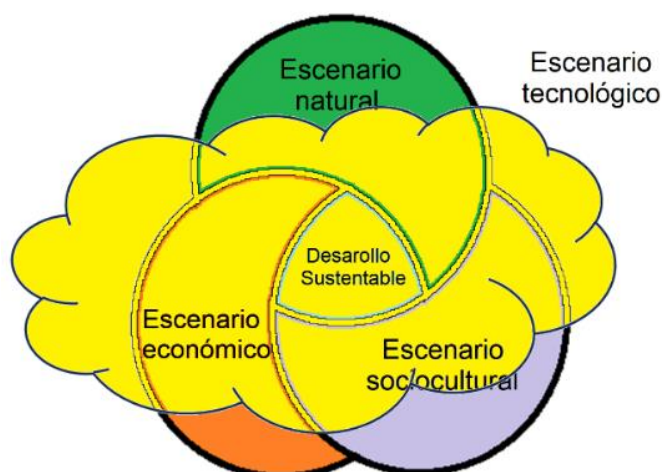 Escenario
natural
Escenario
tecnológico
Desarollo
Sustentable
Escenario
económico
Escenario
sociocultural